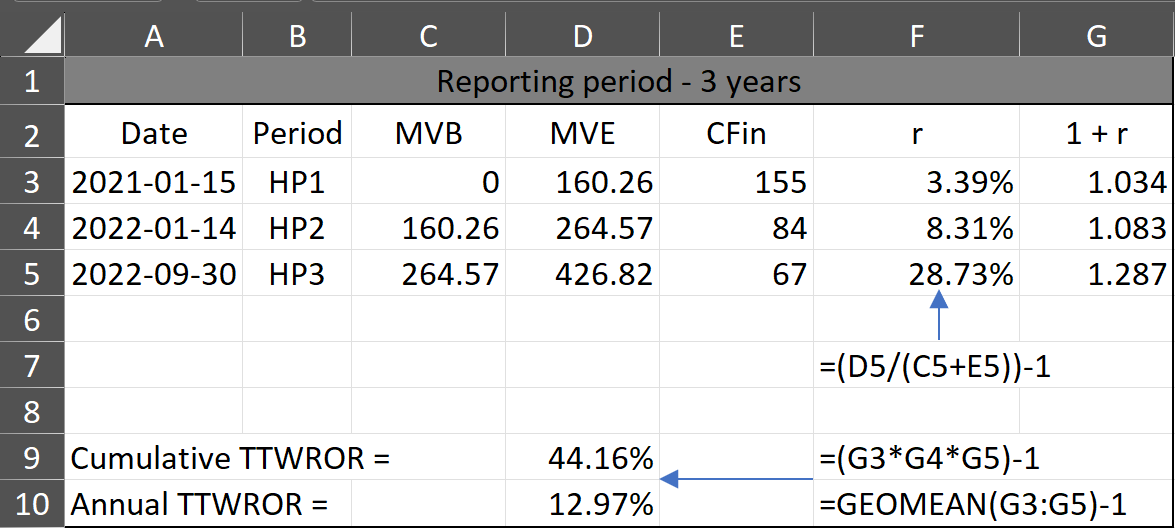 A B C D E F G
1 Reporting period - 3 years
2 Date Period MVB MVE CFin r 1 + r
3 2021-01-15 HP1 0 160.26 155 3.39% 1.034
4 2022-01-14 HP2 160.26 264.57 84 8.31% 1.083
5 2022-09-30 HP3 264.57 426.82 67 28.73% 1.287
6
7 =(D5/(C5+E5))-1
8
9 Cumulative TTWROR = 44.16% =(G3*G4*G5)-1
10 Annual TTWROR = 12.97% =GEOMEAN(G3:G5)-1